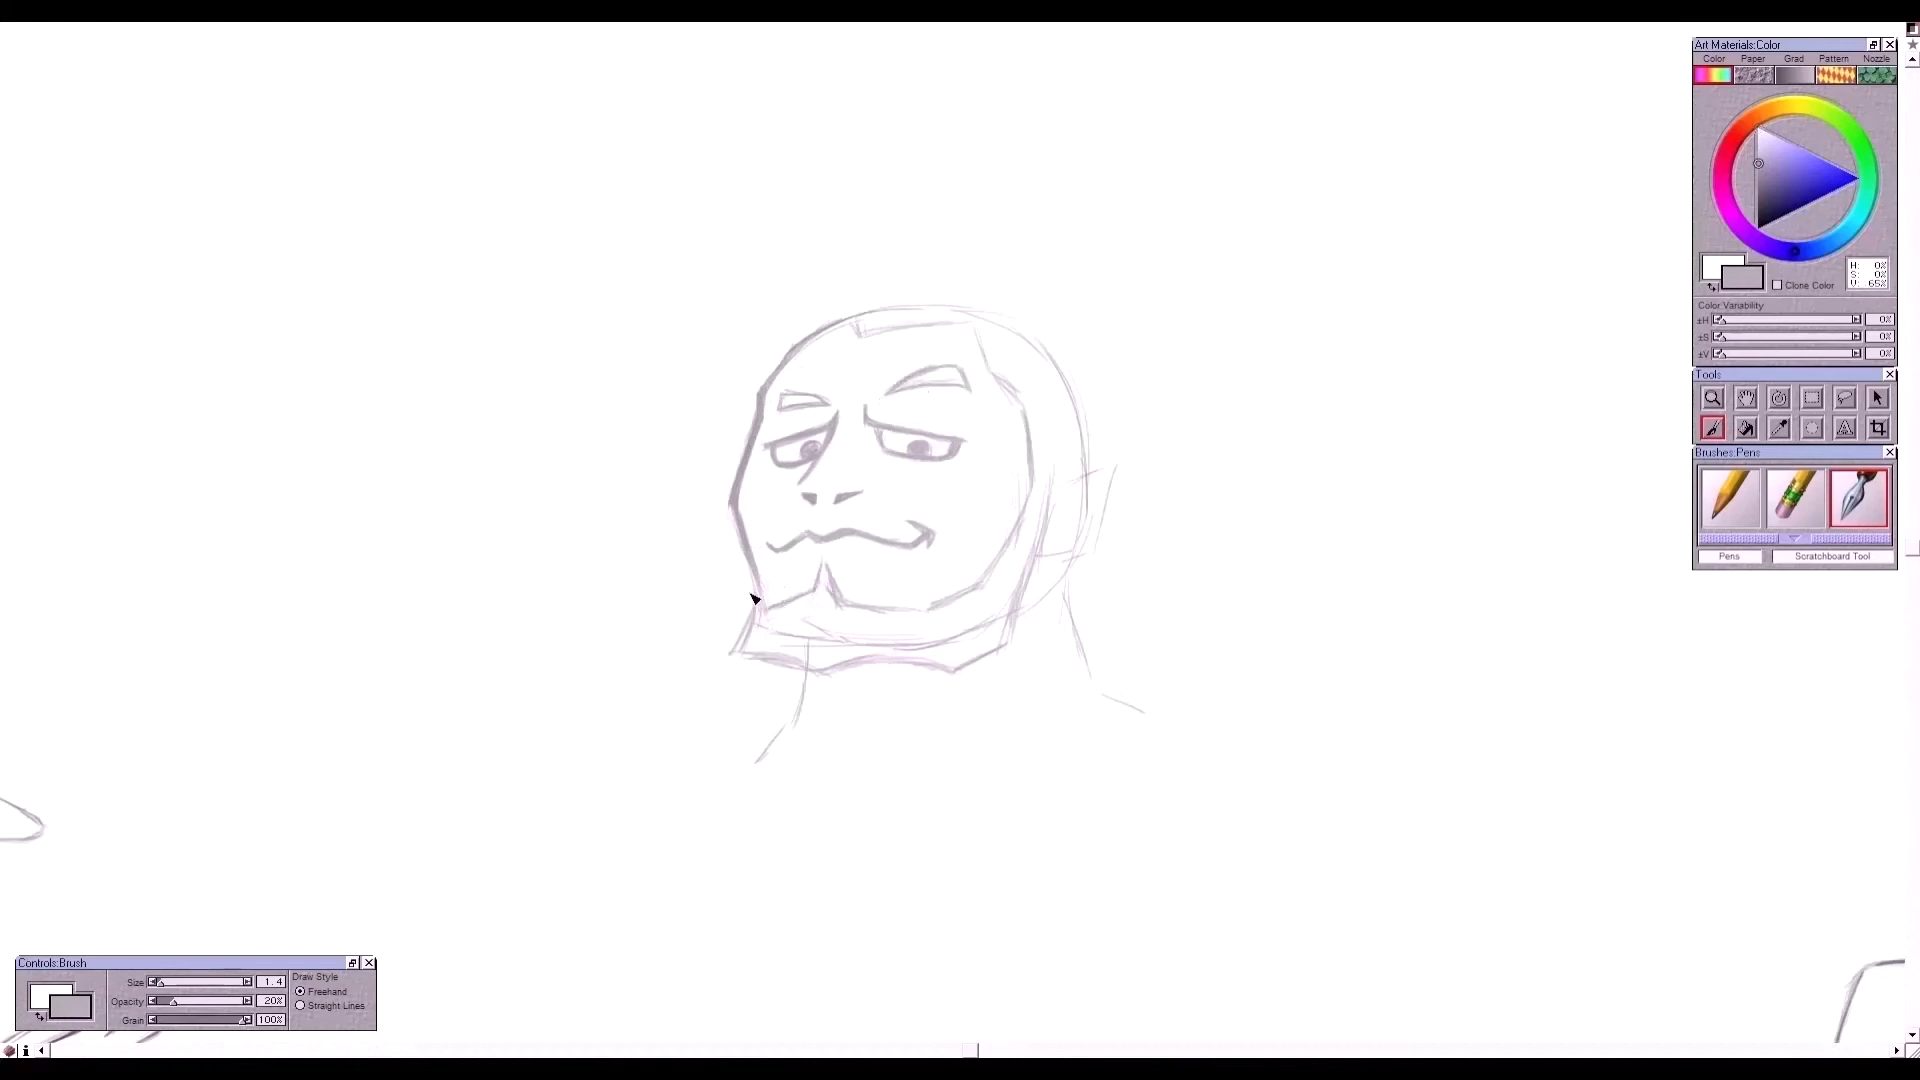 Art Materials:Color
Color Paper Grad Pattern Nozzle
H: 0%
S: 0%
V: 65%
Clone Color
Color Variability
±H 0%
±S 0%
±V 0%
Tools
Brushes:Pens
Pens Scratchboard Tool
Controls:Brush
Size 1.4
Opacity 20%
Grain 100%
Draw Style
Freehand
Straight Lines